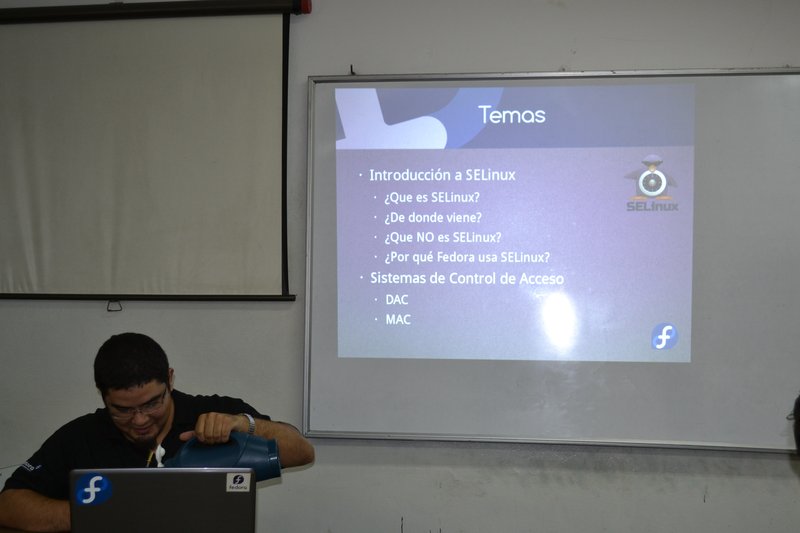 Temas
· Introducción a SELinux
· ¿Que es SELinux?
· ¿De donde viene?
· ¿Que NO es SELinux?
· ¿Por qué Fedora usa SELinux?
· Sistemas de Control de Acceso
· DAC
· MAC
SELinux
fedora